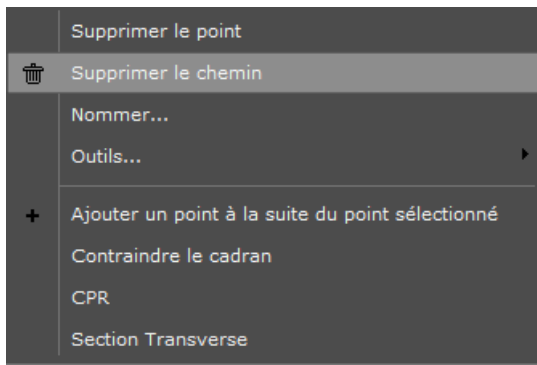 Supprimer le point
Supprimer le chemin
Nommer...
Outils...
Ajouter un point à la suite du point sélectionné
Contraindre le cadran
CPR
Section Transverse